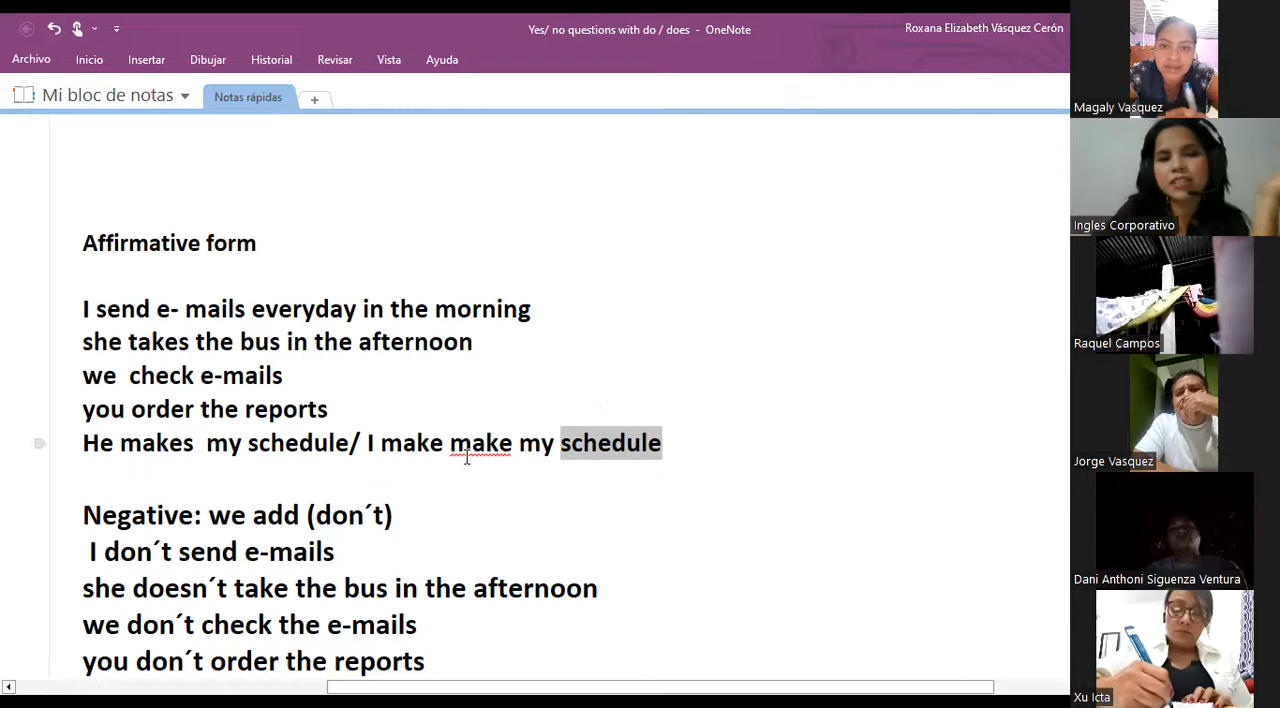 Yes/ no questions with do / does - OneNote
Roxana Elizabeth Vásquez Cerón
Archivo Inicio Insertar Dibujar Historial Revisar Vista Ayuda
Mi bloc de notas Notas rápidas
Affirmative form
I send e- mails everyday in the morning
she takes the bus in the afternoon
we check e-mails
you order the reports
He makes my schedule/ I make make my schedule
Negative: we add (don´t)
I don´t send e-mails
she doesn´t take the bus in the afternoon
we don´t check the e-mails
you don´t order the reports
Magaly Vasquez
Ingles Corporativo
Raquel Campos
Jorge Vasquez
Dani Anthoni Siguenza Ventura
Xu Icta